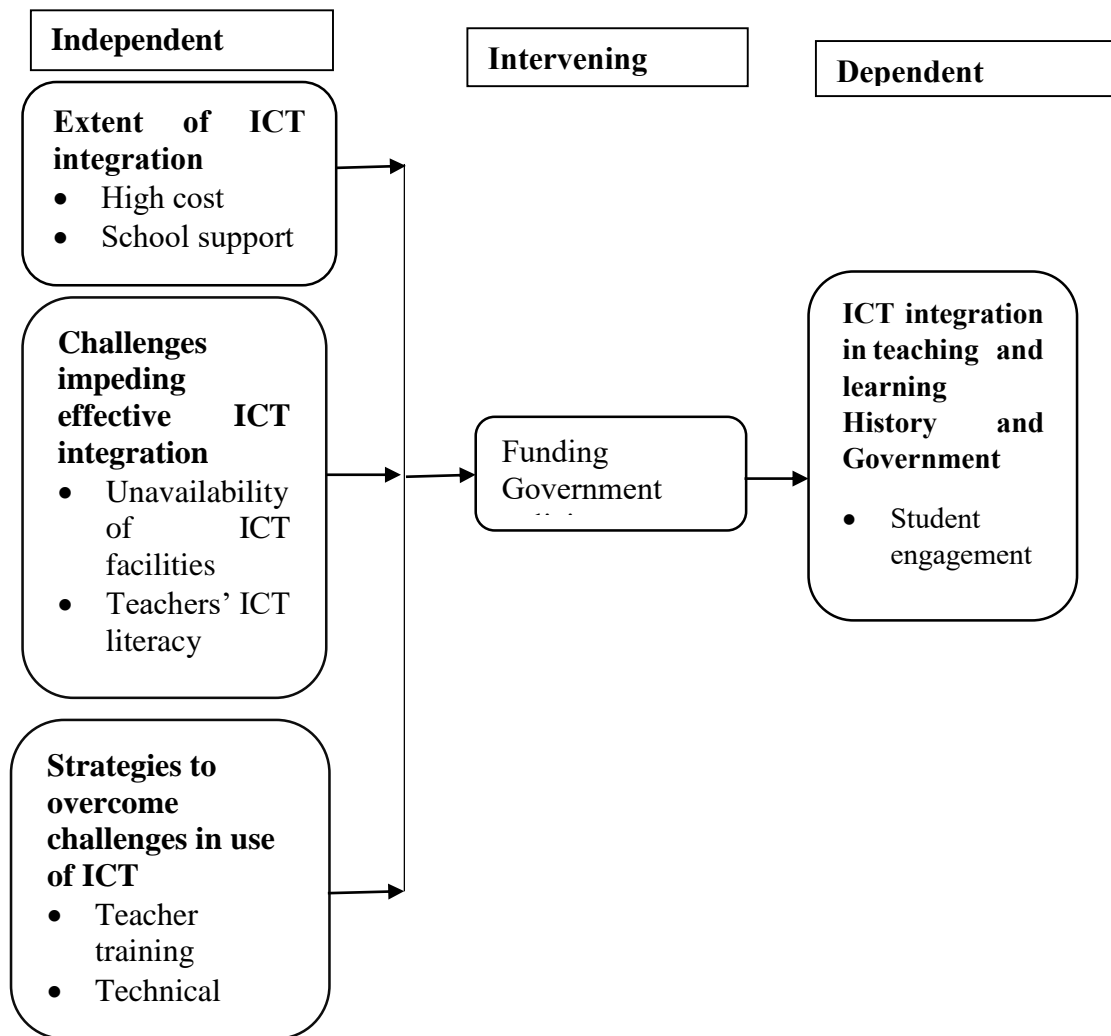 Independent
Intervening
Dependent
Extent of ICT
integration
• High cost
• School support
Challenges
impeding
effective ICT
integration
• Unavailability
of ICT
facilities
• Teachers’ ICT
literacy
Strategies to
overcome
challenges in use
of ICT
• Teacher
training
• Technical
Funding
Government
ICT integration
in teaching and
learning
History and
Government
• Student
engagement